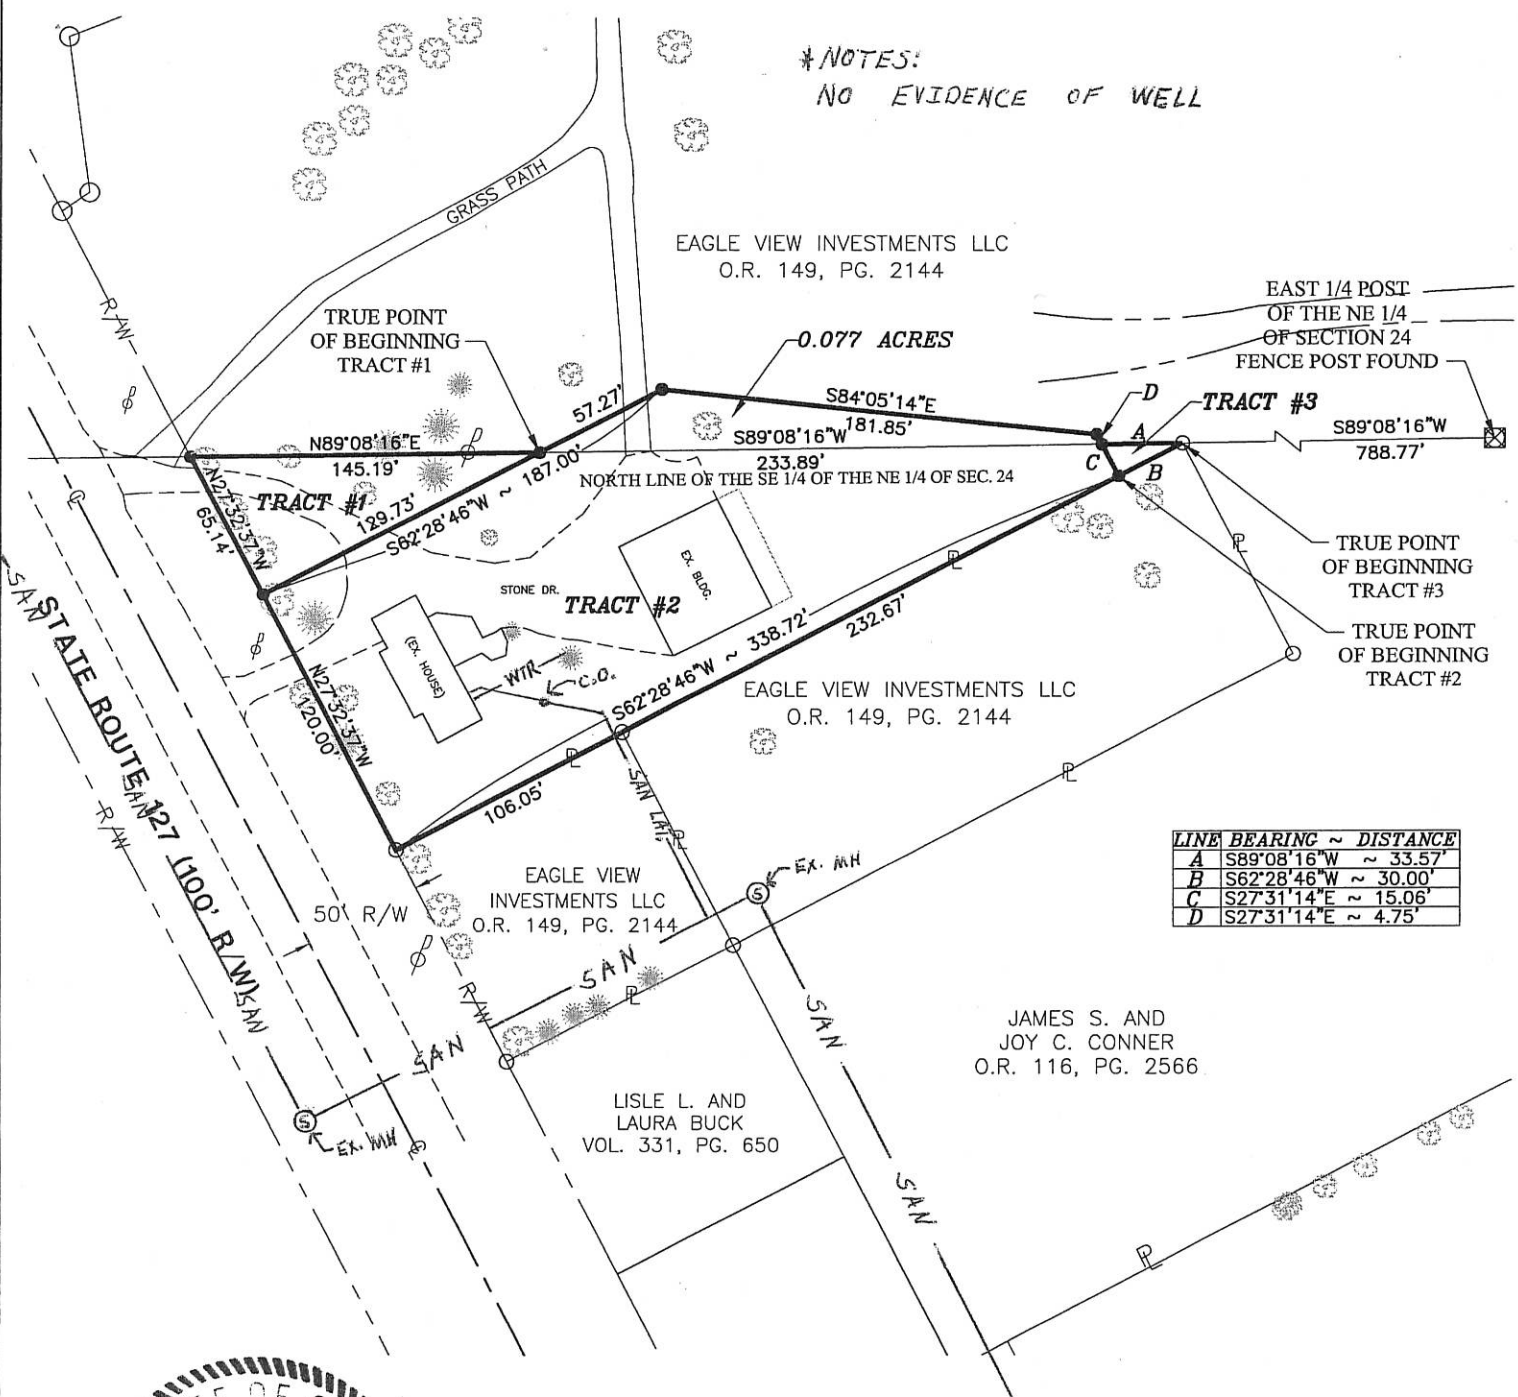 *NOTES:
NO EVIDENCE OF WELL
GRASS PATH
EAGLE VIEW INVESTMENTS LLC
O.R. 149, PG. 2144
R/W
TRUE POINT
OF BEGINNING
TRACT #1
0.077 ACRES
EAST 1/4 POST
OF THE NE 1/4
OF SECTION 24
FENCE POST FOUND
57.27'
S84°05'14"E
181.85'
D
TRACT #3
N89°08'16"E
145.19'
S89°08'16"W
233.89'
A
S89°08'16"W
788.77'
C
B
NORTH LINE OF THE SE 1/4 OF THE NE 1/4 OF SEC. 24
N27°32'37"W
65.14'
TRACT #1
129.73'
S62°28'46"W ~ 187.00'
EX. BLDG.
STONE DR.
TRACT #2
PL
TRUE POINT
OF BEGINNING
TRACT #3
TRUE POINT
OF BEGINNING
TRACT #2
SAN
STATE ROUTE 127 (100' R/W)
SAN
R/W
SAN
(EX. HOUSE)
WTR
C.O.
N27°32'37"W
120.00'
S62°28'46"W ~ 338.72'
232.67'
PL
EAGLE VIEW INVESTMENTS LLC
O.R. 149, PG. 2144
PL
106.05'
SAN LAT.
PL
PL
EX. MH
S
EAGLE VIEW
INVESTMENTS LLC
O.R. 149, PG. 2144
50' R/W
LINE BEARING ~ DISTANCE
A S89°08'16"W ~ 33.57'
B S62°28'46"W ~ 30.00'
C S27°31'14"E ~ 15.06'
D S27°31'14"E ~ 4.75'
SAN
PL
R/W
SAN
SAN
S
EX. MH
JAMES S. AND
JOY C. CONNER
O.R. 116, PG. 2566
LISLE L. AND
LAURA BUCK
VOL. 331, PG. 650
SAN
PL